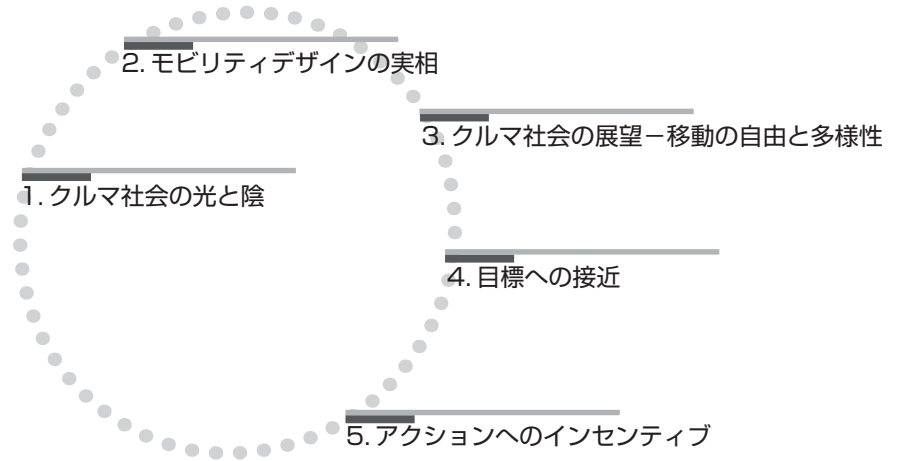 2. モビリティデザインの実相
3. クルマ社会の展望－移動の自由と多様性
1. クルマ社会の光と陰
4. 目標への接近
5. アクションへのインセンティブ